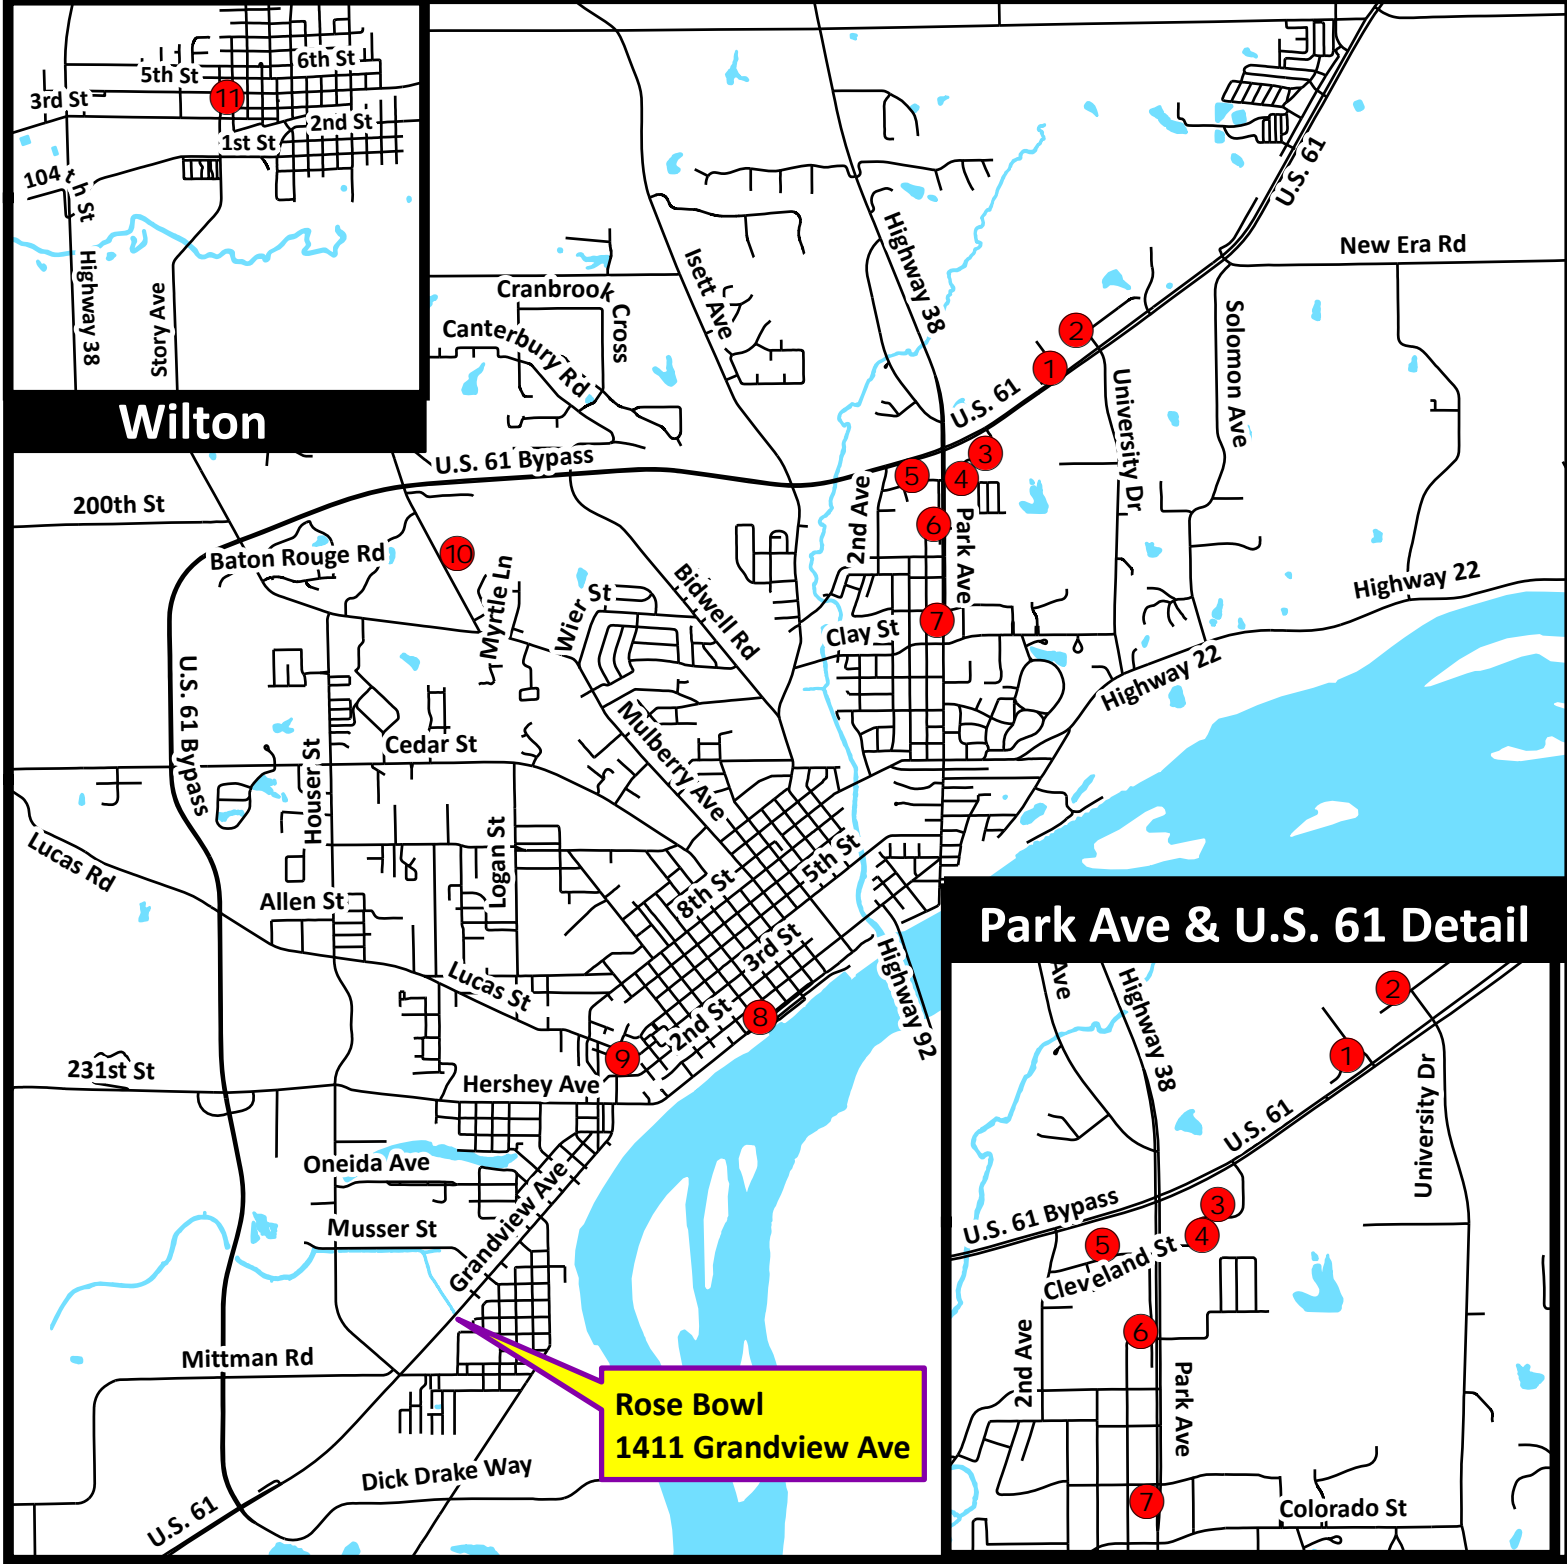 6th St
5th St
11
3rd St
2nd St
1st St
104th St
Highway 38
Story Ave
Wilton
U.S. 61
New Era Rd
Highway 38
Isett Ave
Cranbrook
Cross
Canterbury Rd
Solomon Ave
2
1
U.S. 61
University Dr
3
U.S. 61 Bypass
5
4
200th St
2nd Ave
6
Park Ave
10
Baton Rouge Rd
Myrtle Ln
Wier St
Bidwell Rd
Highway 22
7
Clay St
Highway 22
U.S. 61 Bypass
Mulberry Ave
Cedar St
Houser St
Lucas Rd
Logan St
5th St
8th St
Allen St
3rd St
Lucas St
2nd St
8
Highway 92
9
231st St
Hershey Ave
Oneida Ave
Grandview Ave
Musser St
Mittman Rd
Rose Bowl
1411 Grandview Ave
Dick Drake Way
U.S. 61
Park Ave & U.S. 61 Detail
Ave
Highway 38
2
1
U.S. 61
University Dr
3
U.S. 61 Bypass
4
5
Cleveland St
6
2nd Ave
Park Ave
7
Colorado St